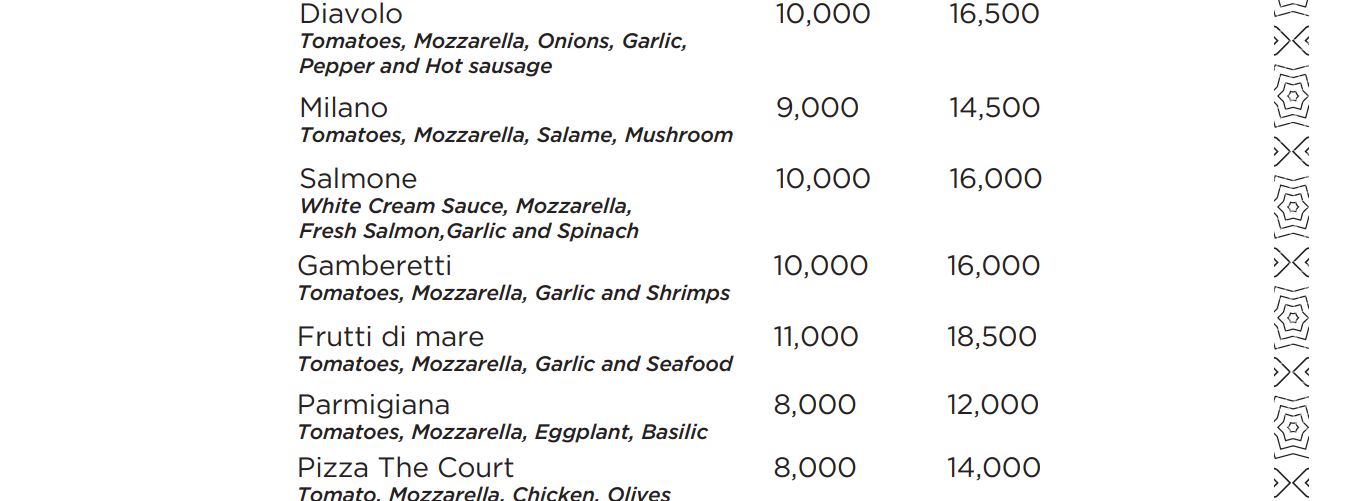 Diavolo 10,000 16,500
Tomatoes, Mozzarella, Onions, Garlic,
Pepper and Hot sausage
Milano 9,000 14,500
Tomatoes, Mozzarella, Salame, Mushroom
Salmone 10,000 16,000
White Cream Sauce, Mozzarella,
Fresh Salmon,Garlic and Spinach
Gamberetti 10,000 16,000
Tomatoes, Mozzarella, Garlic and Shrimps
Frutti di mare 11,000 18,500
Tomatoes, Mozzarella, Garlic and Seafood
Parmigiana 8,000 12,000
Tomatoes, Mozzarella, Eggplant, Basilic
Pizza The Court 8,000 14,000
Tomato, Mozzarella, Chicken, Olives